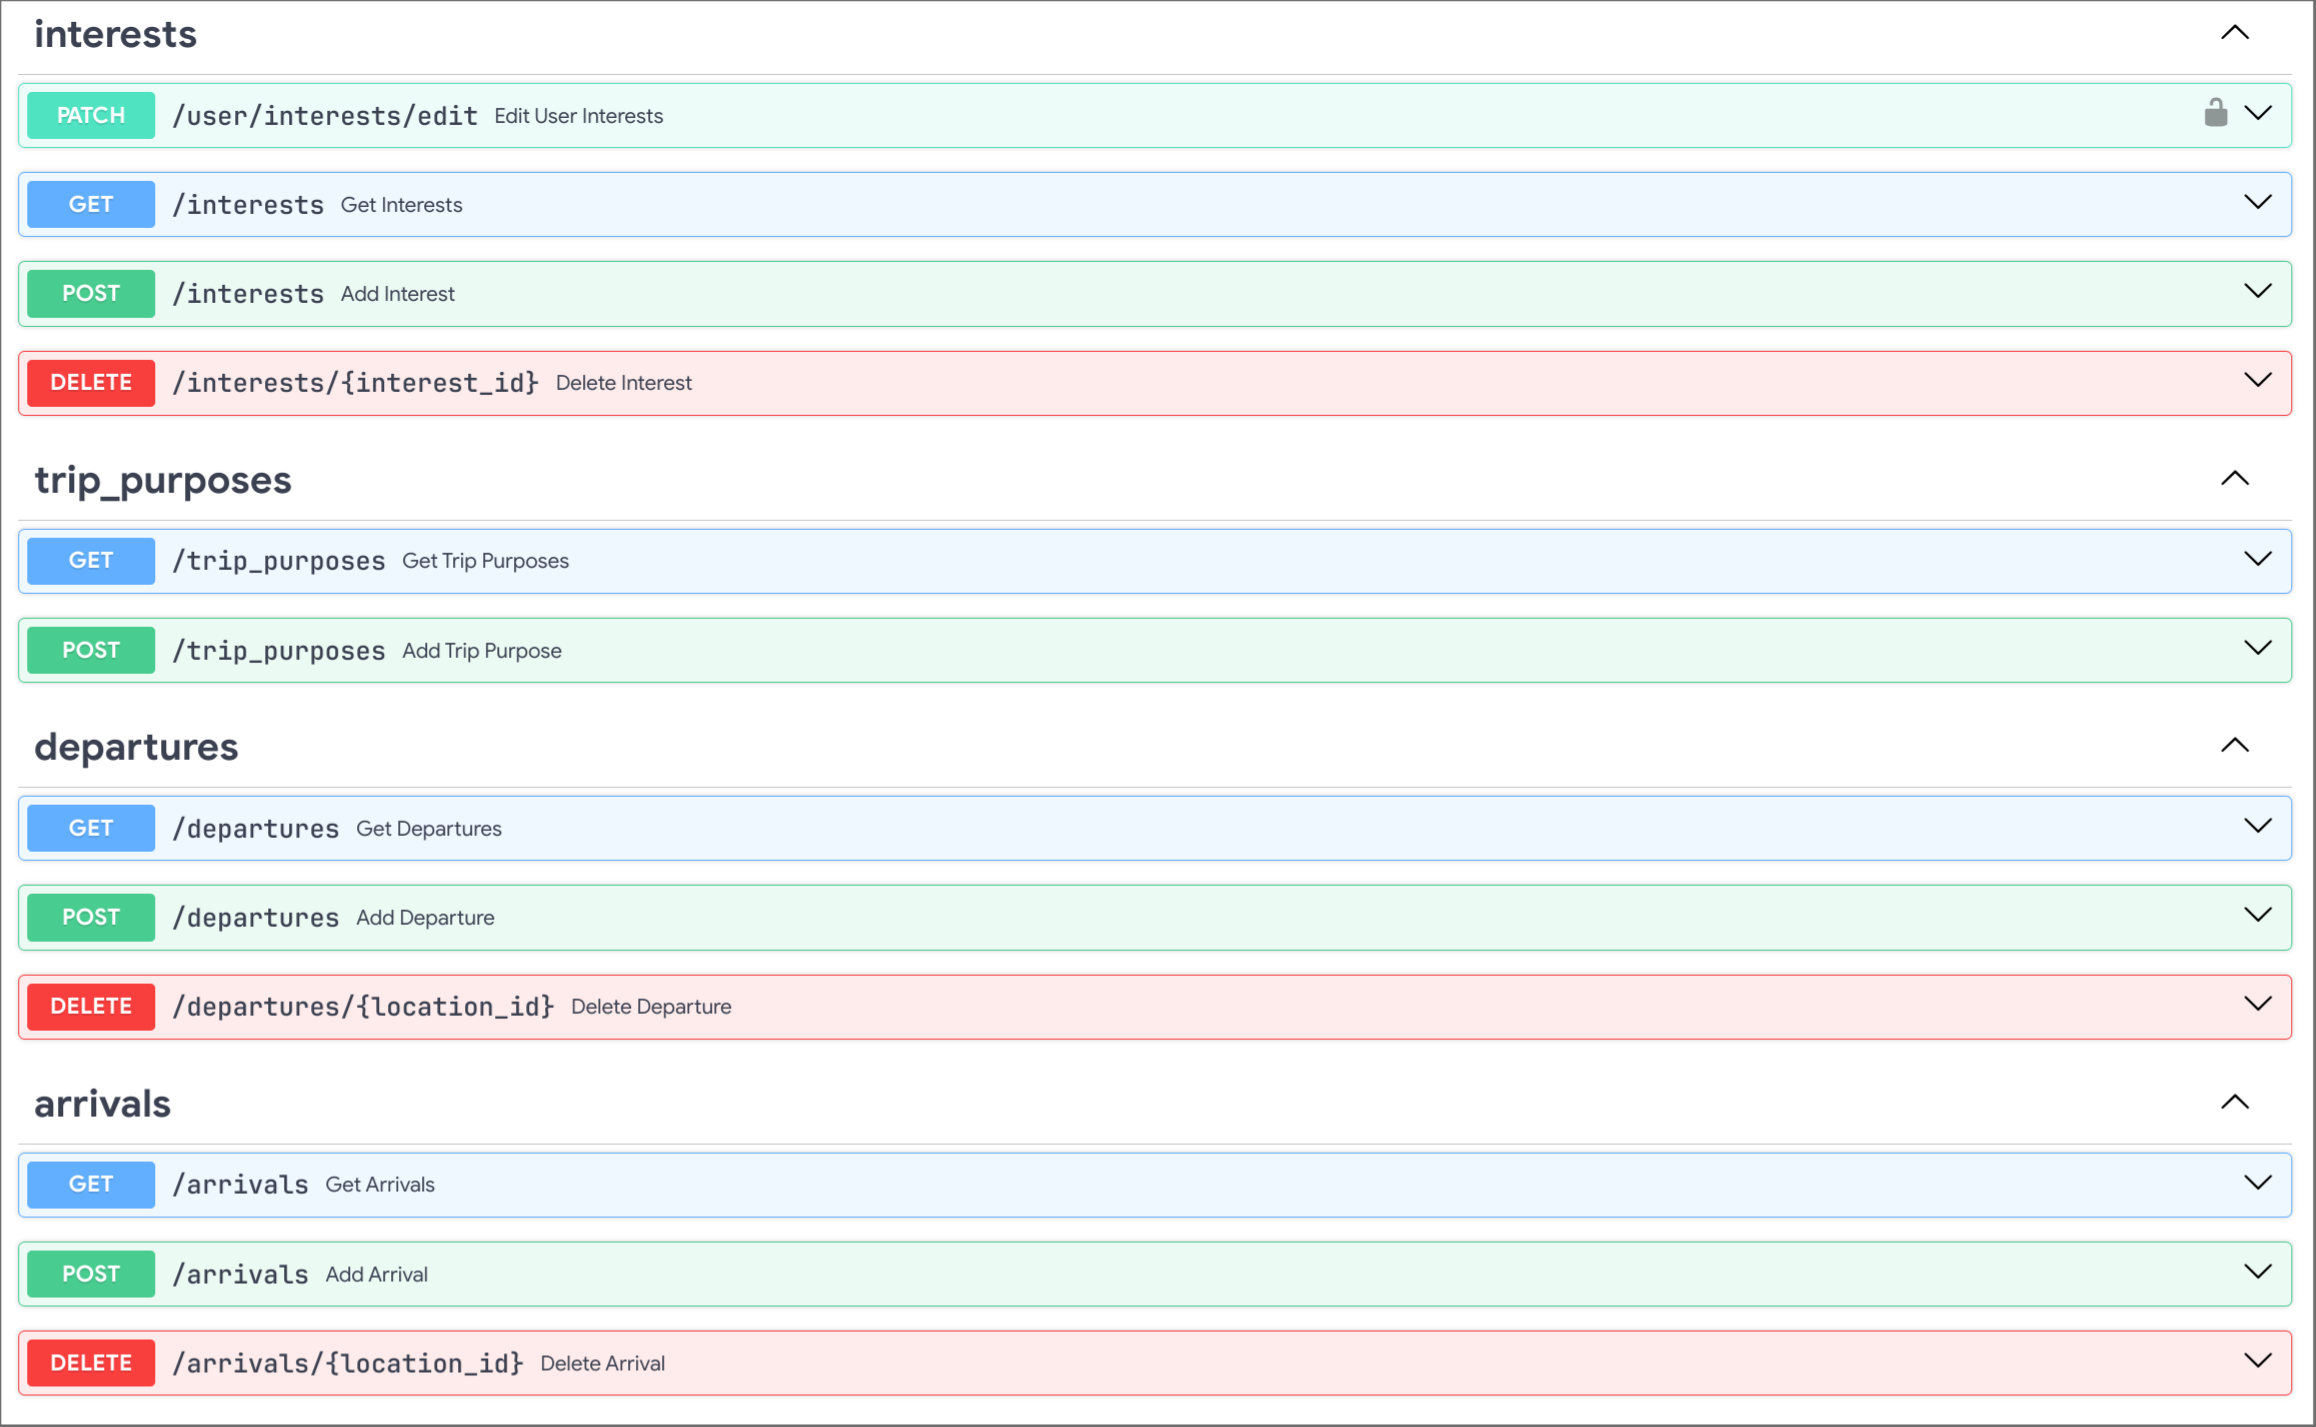 interests
PATCH /user/interests/edit Edit User Interests
GET /interests Get Interests
POST /interests Add Interest
DELETE /interests/{interest_id} Delete Interest
trip_purposes
GET /trip_purposes Get Trip Purposes
POST /trip_purposes Add Trip Purpose
departures
GET /departures Get Departures
POST /departures Add Departure
DELETE /departures/{location_id} Delete Departure
arrivals
GET /arrivals Get Arrivals
POST /arrivals Add Arrival
DELETE /arrivals/{location_id} Delete Arrival